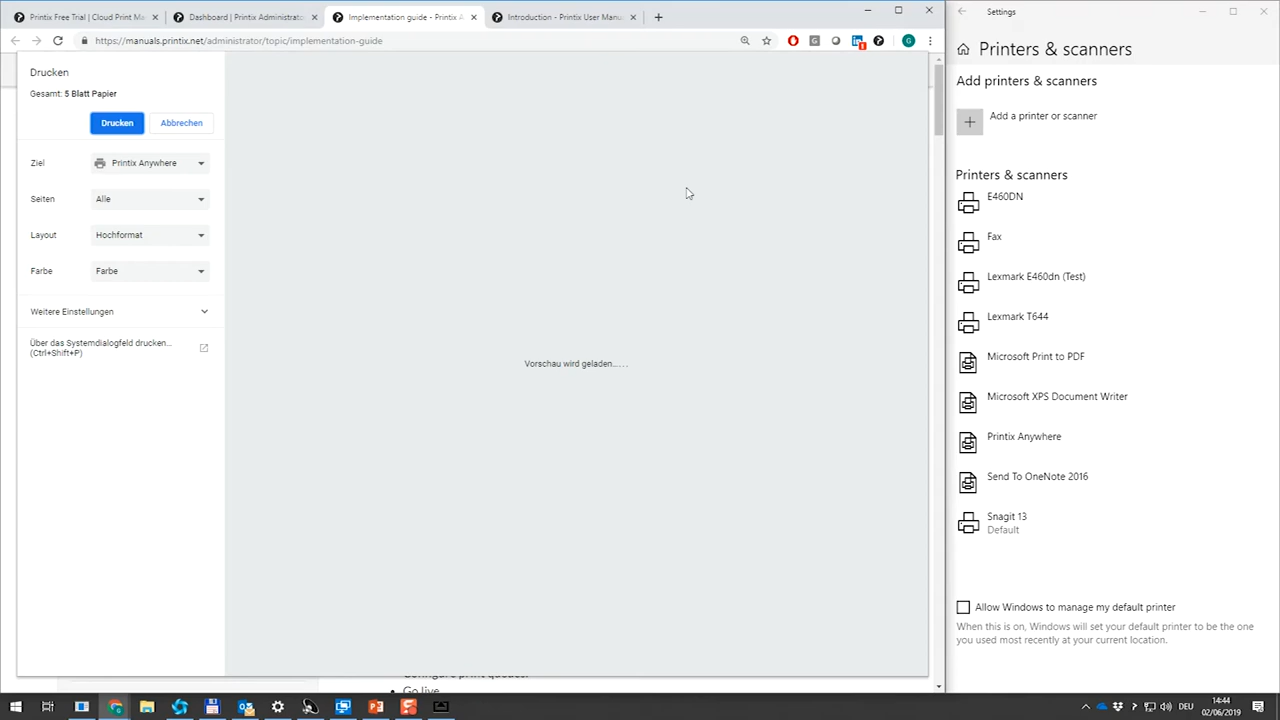 Printix Free Trial | Cloud Print Ma
Dashboard | Printix Administrato
Implementation guide - Printix A
Introduction - Printix User Manu
https://manuals.printix.net/administrator/topic/implementation-guide
Drucken
Gesamt: 5 Blatt Papier
Drucken
Abbrechen
Ziel
Printix Anywhere
Seiten
Alle
Layout
Hochformat
Farbe
Farbe
Weitere Einstellungen
Über das Systemdialogfeld drucken...
(Ctrl+Shift+P)
Vorschau wird geladen.....
Configure print queues.
Go live
Settings
Printers & scanners
Add printers & scanners
Add a printer or scanner
Printers & scanners
E460DN
Fax
Lexmark E460dn (Test)
Lexmark T644
Microsoft Print to PDF
Microsoft XPS Document Writer
Printix Anywhere
Send To OneNote 2016
Snagit 13
Default
Allow Windows to manage my default printer
When this is on, Windows will set your default printer to be the one
you used most recently at your current location.
DEU
14:44
02/06/2019